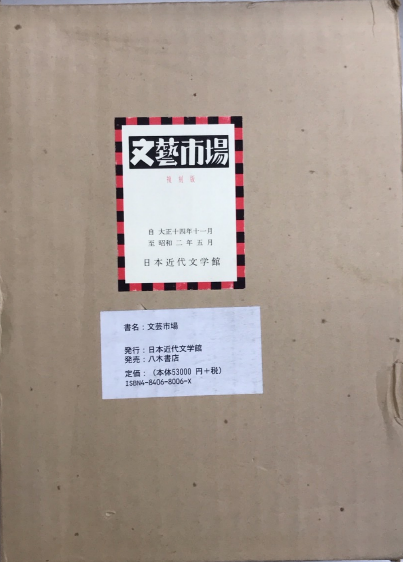 文藝市場
復刻版
自 大正十四年十一月
至 昭和 二 年 五 月
日本近代文学館
書名：文芸市場
発行：日本近代文学館
発売：八木書店
定価：（本体53000 円＋税）
ISBN4-8406-8006-X